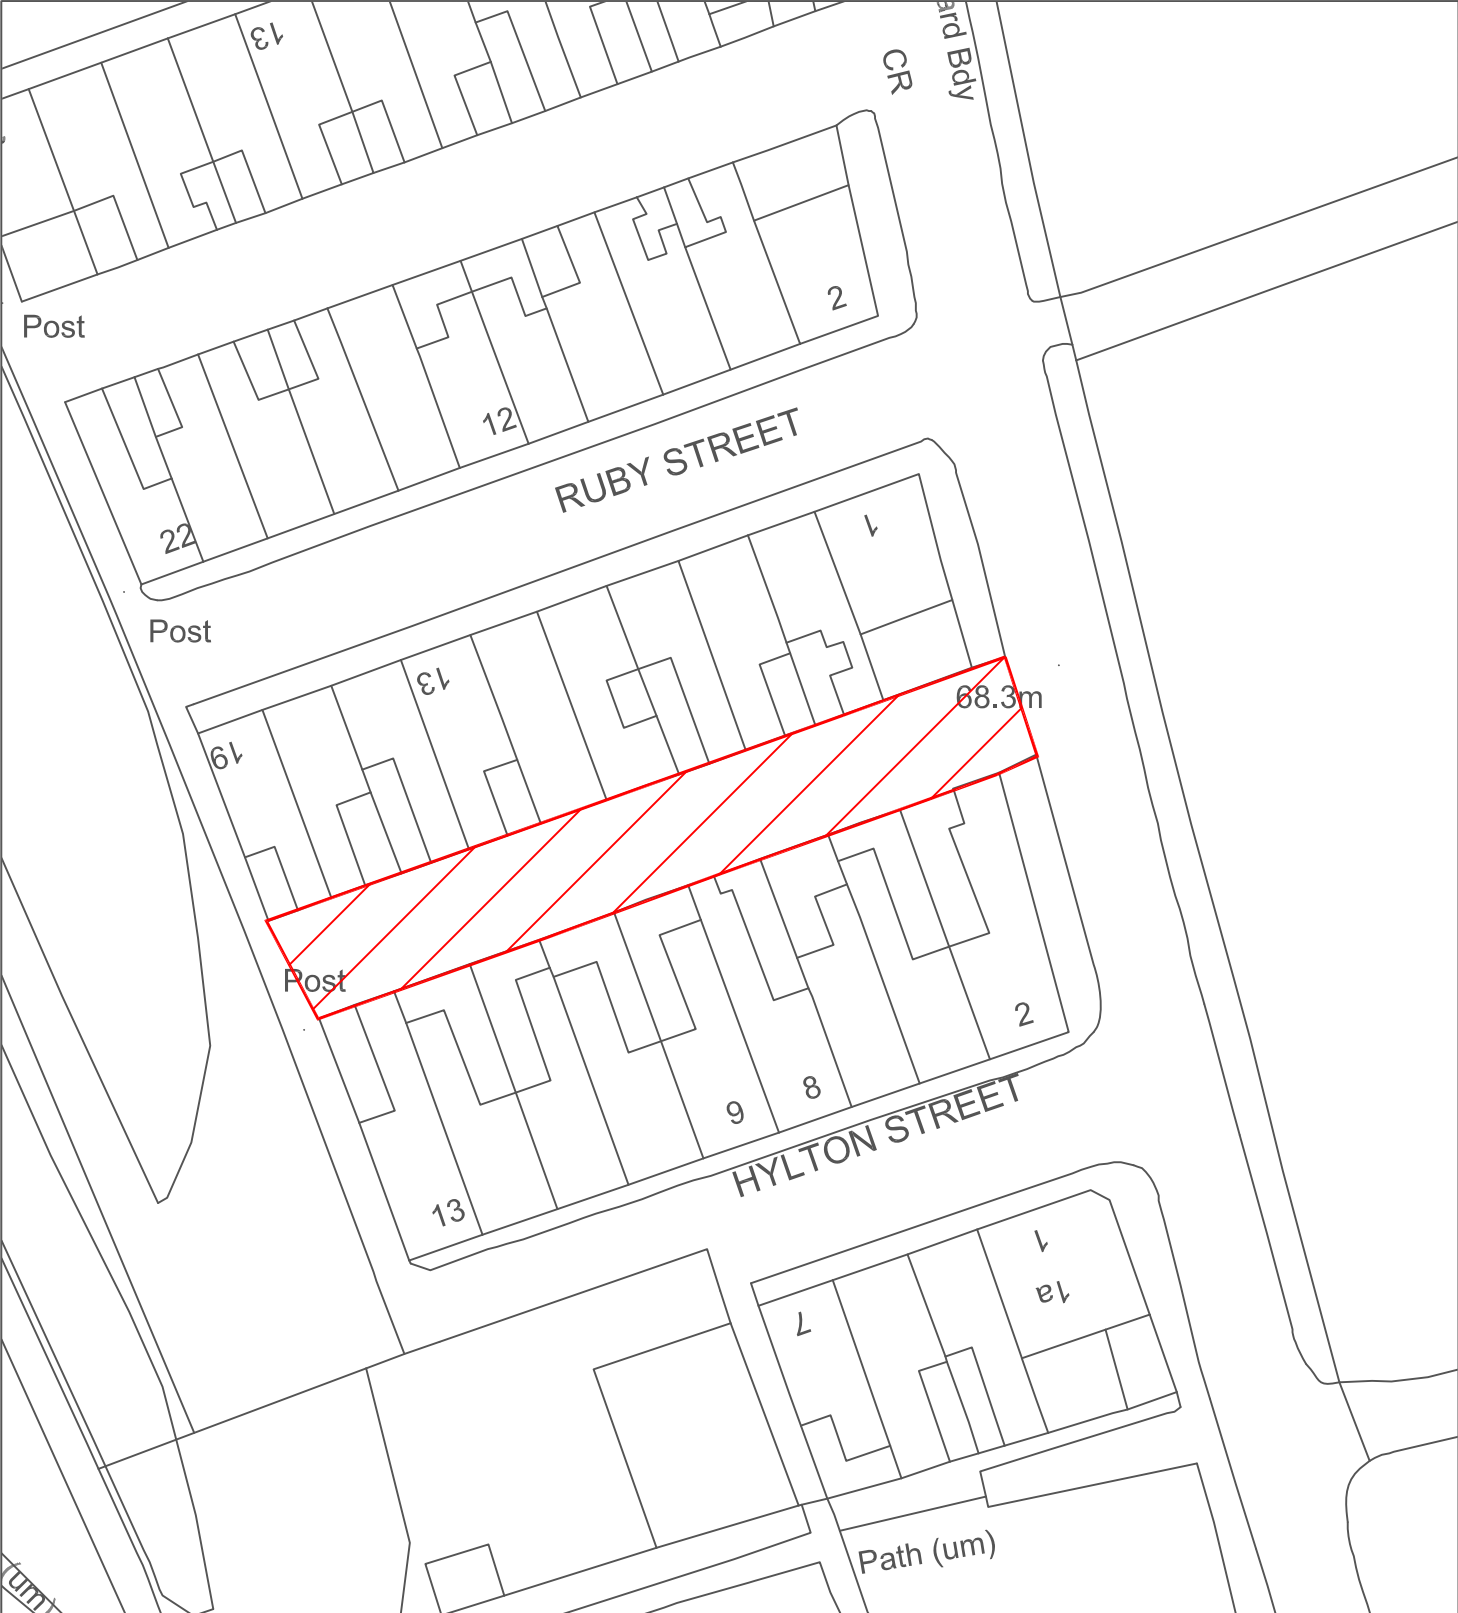 13
CR
ard Bdy
Post
2
12
RUBY STREET
22
1
Post
13
68.3m
19
Post
2
8
9
HYLTON STREET
13
1
1a
7
Path (um)
(um)